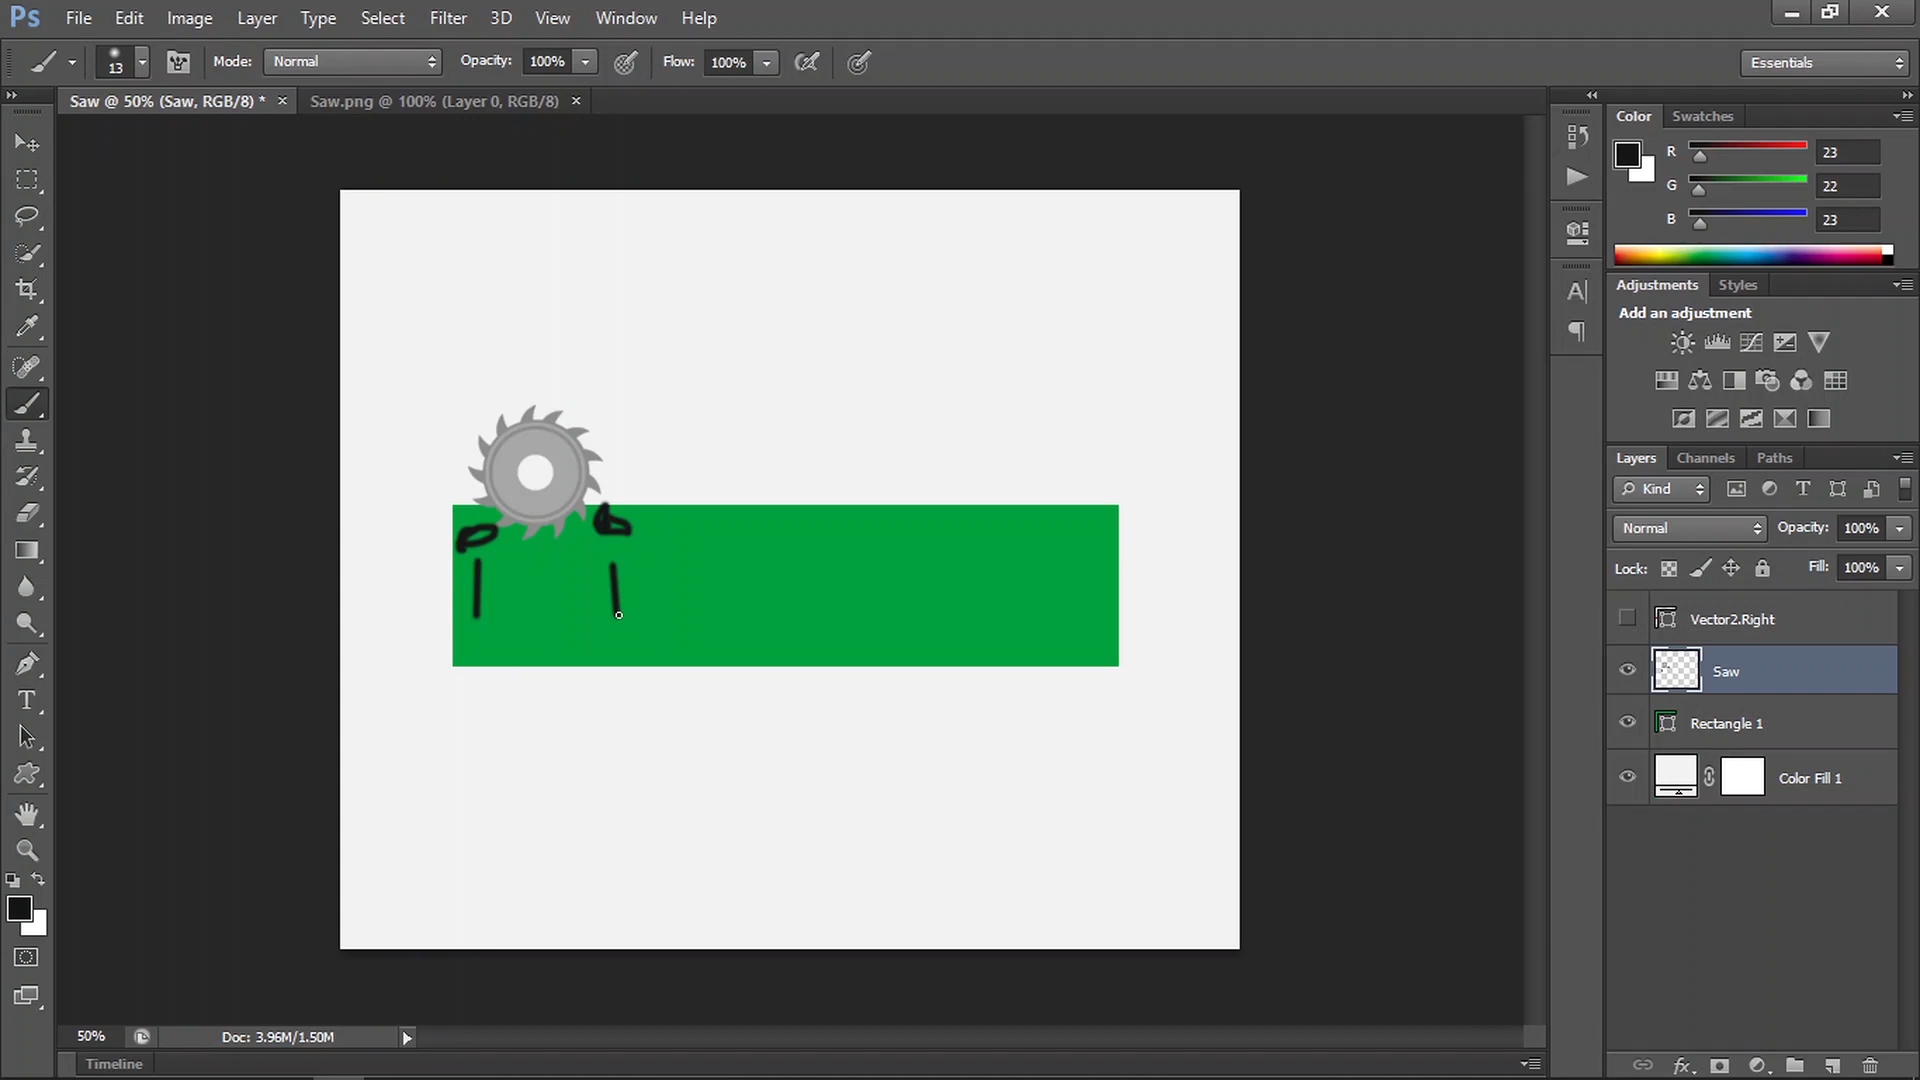 Ps File Edit Image Layer Type Select Filter 3D View Window Help
13 Mode: Normal Opacity: 100% Flow: 100% Essentials
Saw @ 50% (Saw, RGB/8) * × Saw.png @ 100% (Layer 0, RGB/8) ×
Color Swatches
R 23
G 22
B 23
Adjustments Styles
Add an adjustment
Layers Channels Paths
Kind
Normal Opacity: 100%
Lock: Fill: 100%
Vector2.Right
Saw
Rectangle 1
Color Fill 1
50% Doc: 3.96M/1.50M
Timeline